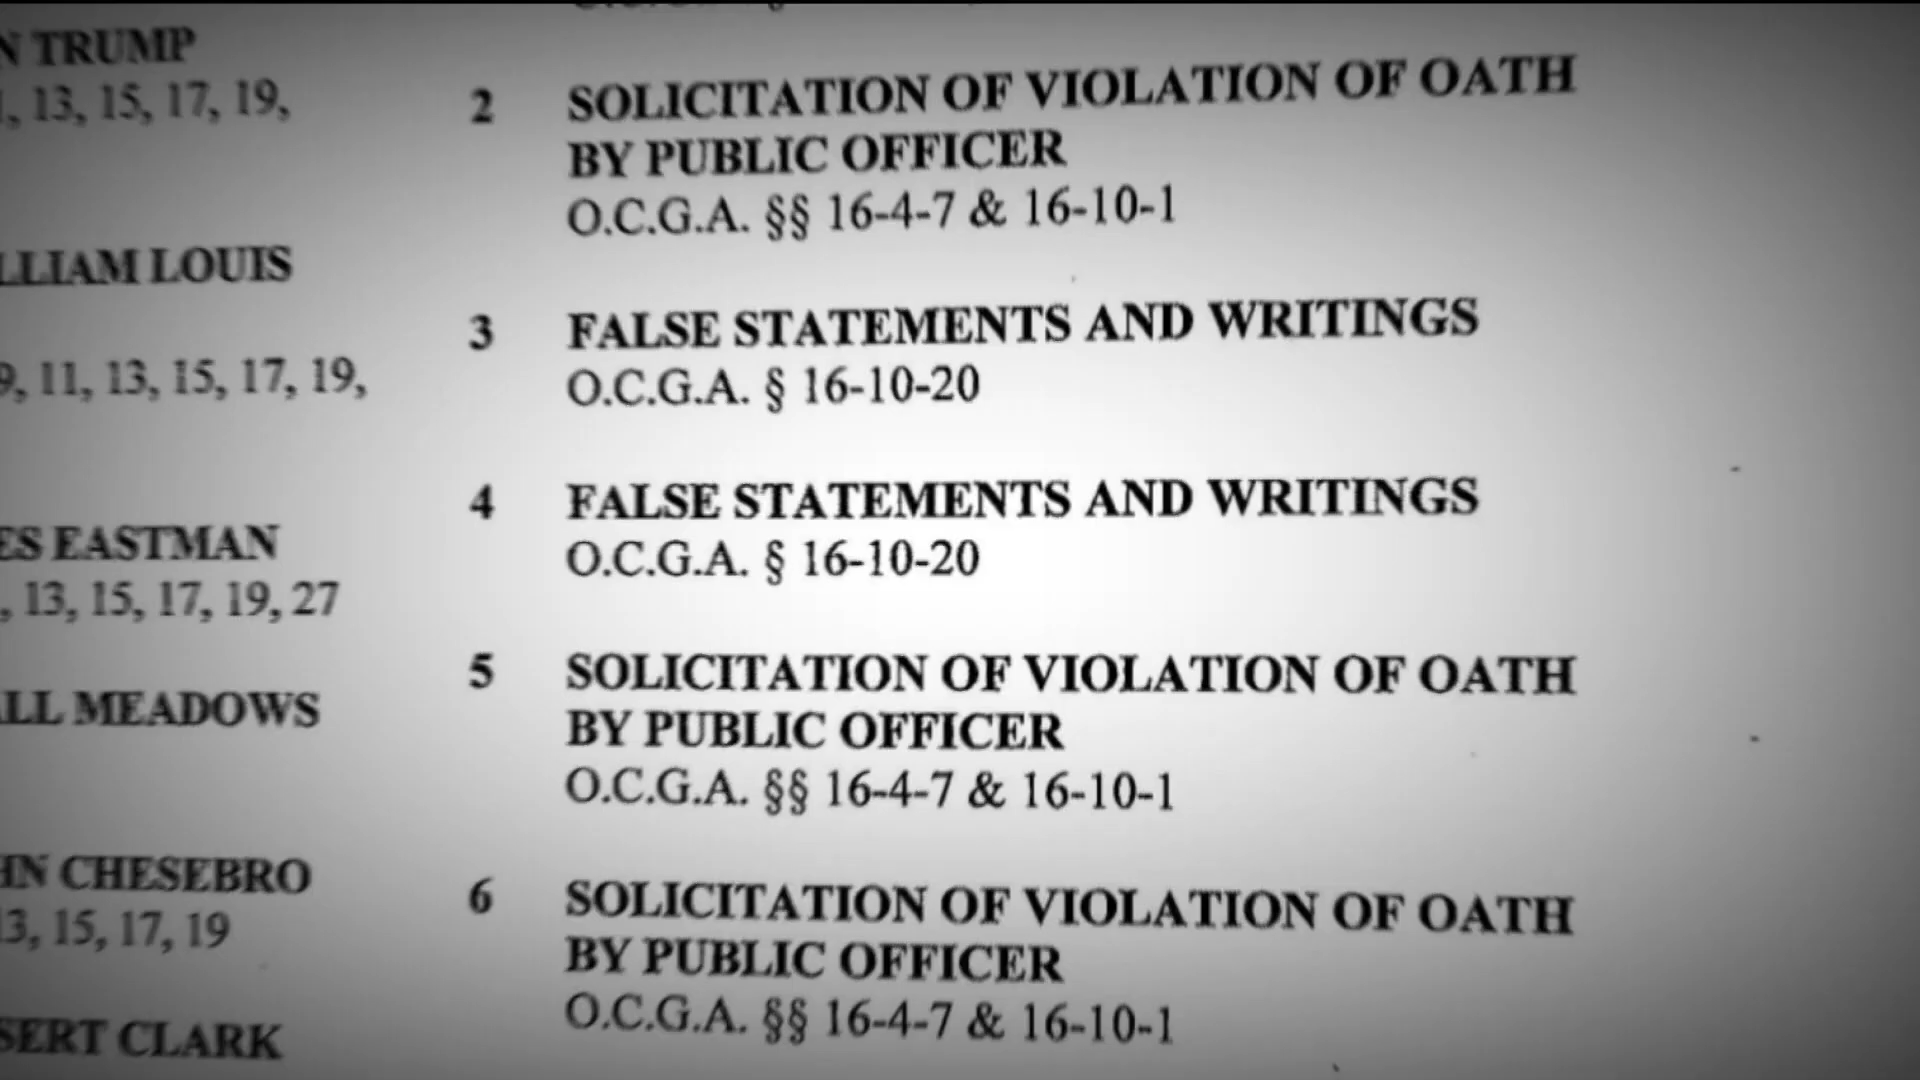 N TRUMP
, 13, 15, 17, 19,
LLIAM LOUIS
9, 11, 13, 15, 17, 19,
ES EASTMAN
, 13, 15, 17, 19, 27
ALL MEADOWS
HN CHESEBRO
13, 15, 17, 19
SERT CLARK
2 SOLICITATION OF VIOLATION OF OATH
BY PUBLIC OFFICER
O.C.G.A. §§ 16-4-7 & 16-10-1
3 FALSE STATEMENTS AND WRITINGS
O.C.G.A. § 16-10-20
4 FALSE STATEMENTS AND WRITINGS
O.C.G.A. § 16-10-20
5 SOLICITATION OF VIOLATION OF OATH
BY PUBLIC OFFICER
O.C.G.A. §§ 16-4-7 & 16-10-1
6 SOLICITATION OF VIOLATION OF OATH
BY PUBLIC OFFICER
O.C.G.A. §§ 16-4-7 & 16-10-1